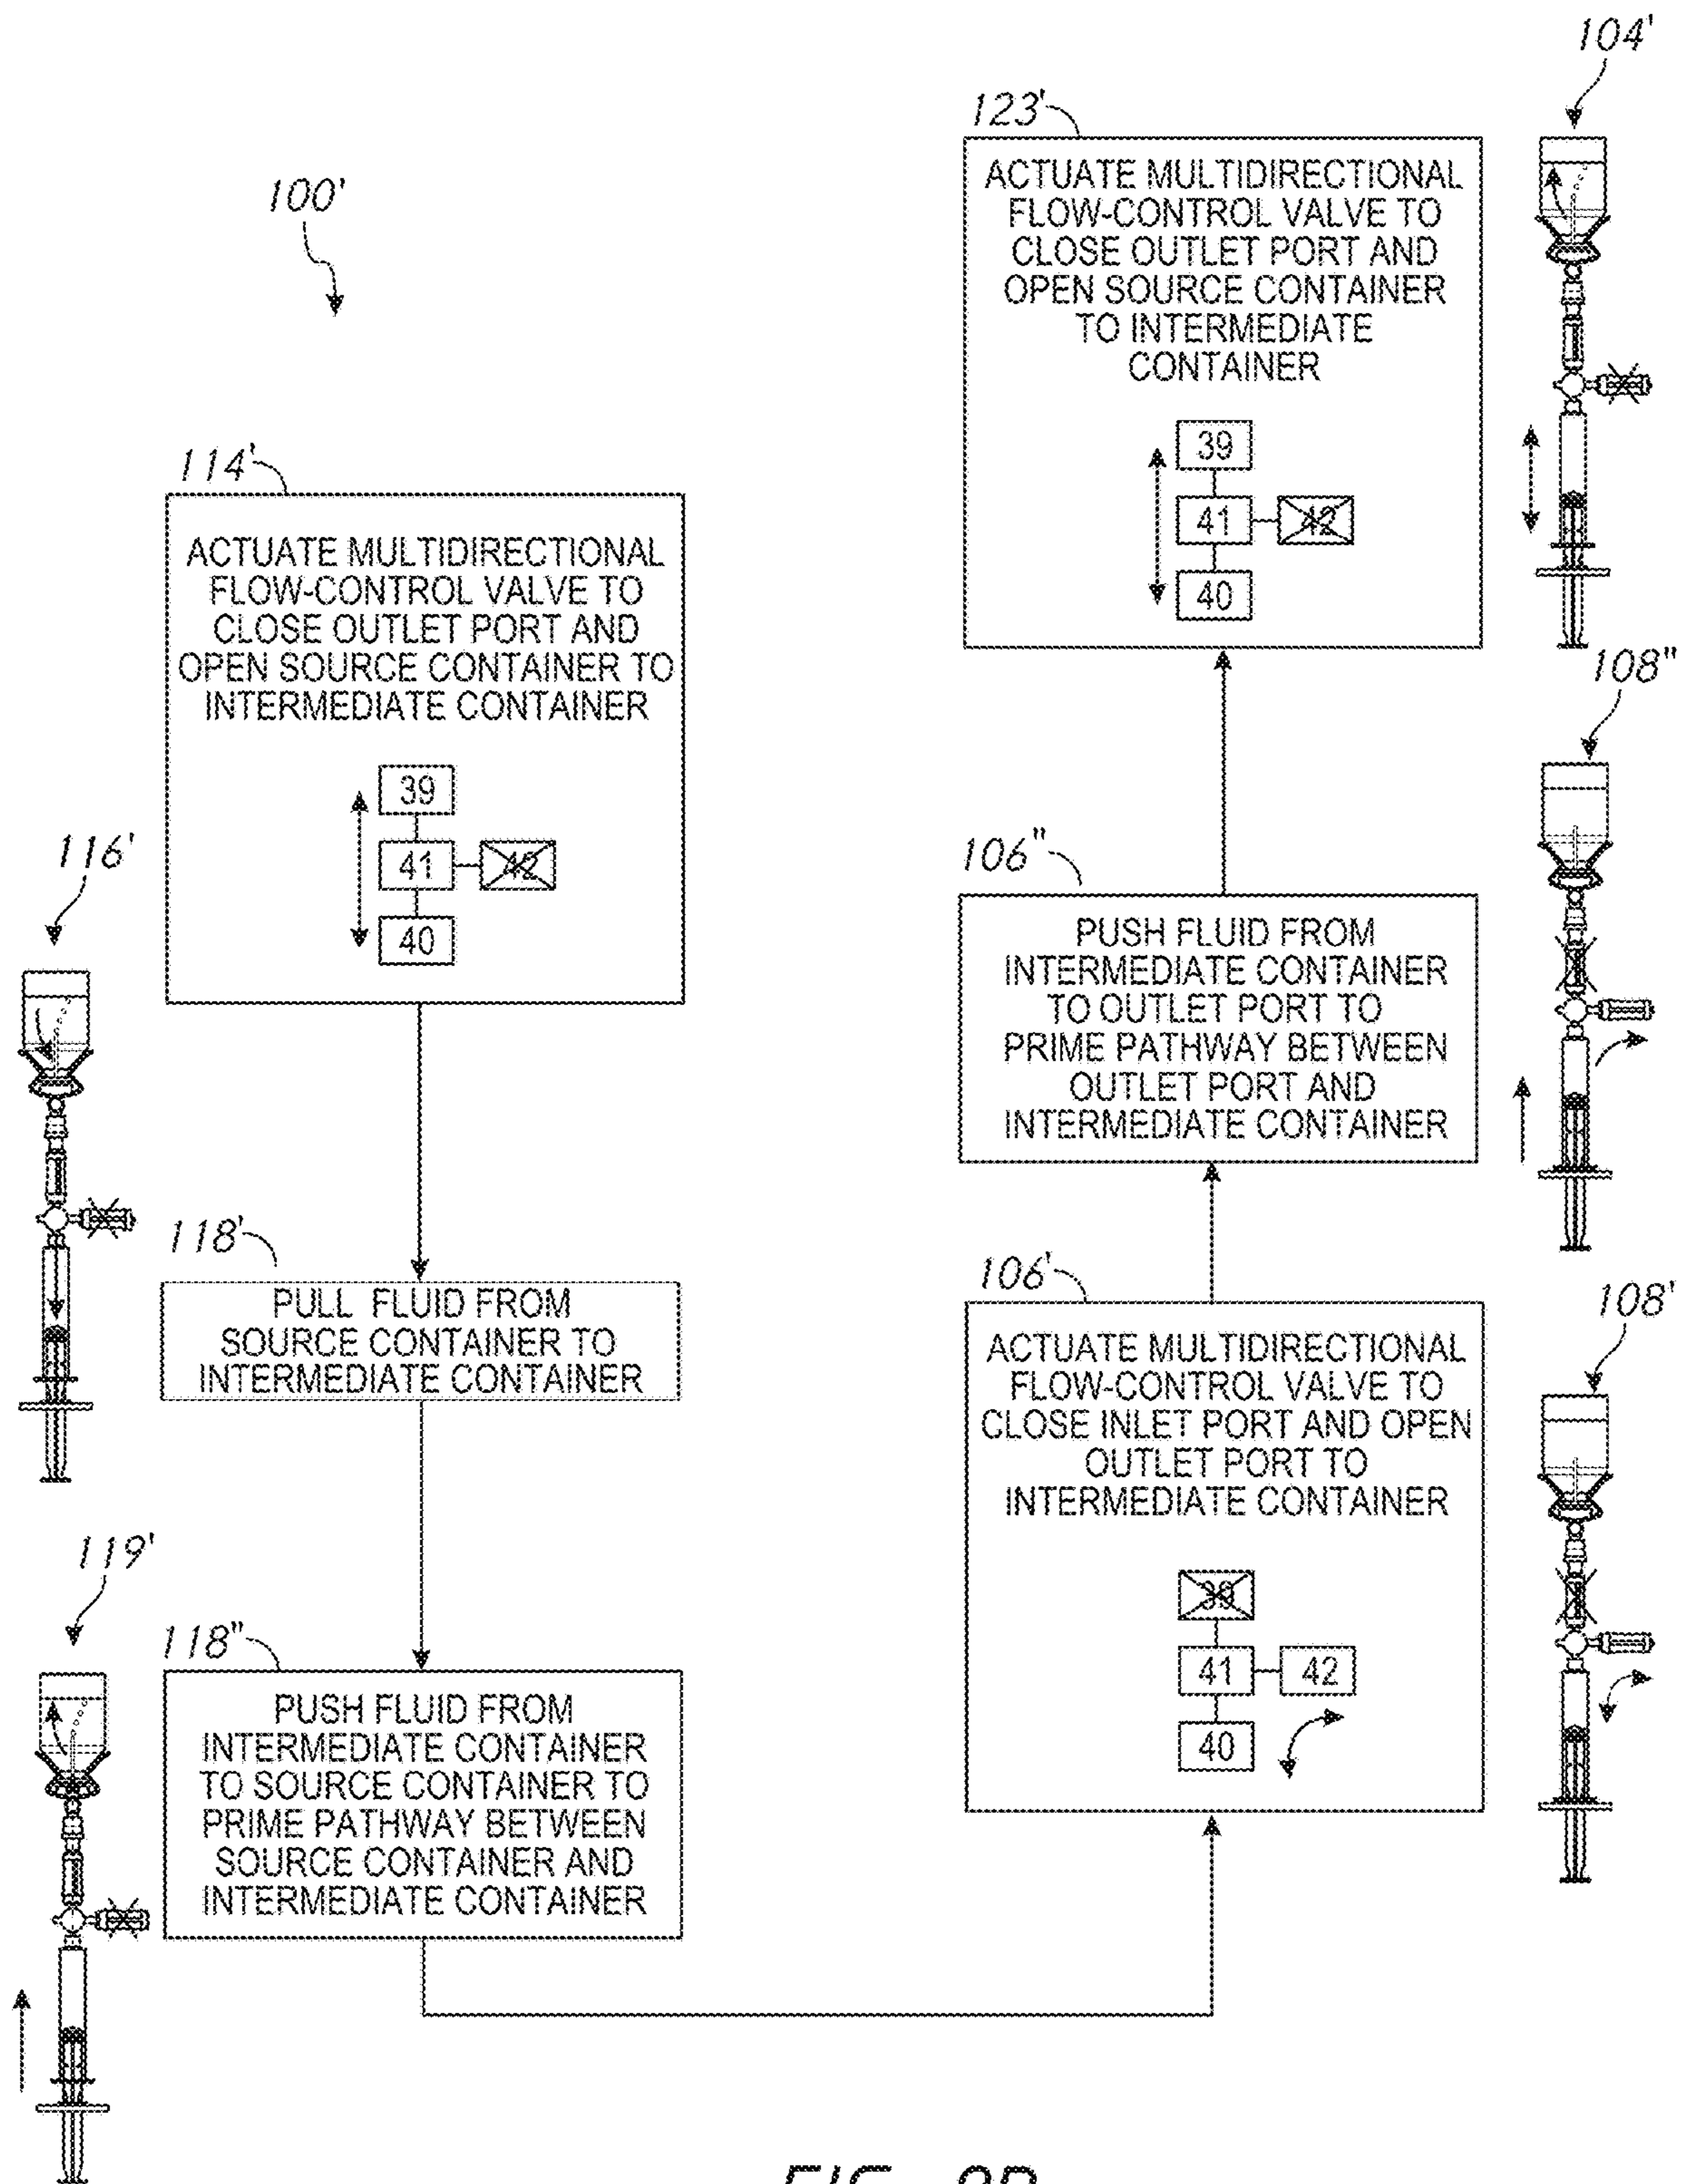 100'
114'
ACTUATE MULTIDIRECTIONAL
FLOW-CONTROL VALVE TO
CLOSE OUTLET PORT AND
OPEN SOURCE CONTAINER TO
INTERMEDIATE CONTAINER
39
41
42
40
116'
118'
PULL FLUID FROM
SOURCE CONTAINER TO
INTERMEDIATE CONTAINER
119'
118"
PUSH FLUID FROM
INTERMEDIATE CONTAINER
TO SOURCE CONTAINER TO
PRIME PATHWAY BETWEEN
SOURCE CONTAINER AND
INTERMEDIATE CONTAINER
104'
123'
ACTUATE MULTIDIRECTIONAL
FLOW-CONTROL VALVE TO
CLOSE OUTLET PORT AND
OPEN SOURCE CONTAINER
TO INTERMEDIATE
CONTAINER
39
41
42
40
108"
106"
PUSH FLUID FROM
INTERMEDIATE CONTAINER
TO OUTLET PORT TO
PRIME PATHWAY BETWEEN
OUTLET PORT AND
INTERMEDIATE CONTAINER
106'
108'
ACTUATE MULTIDIRECTIONAL
FLOW-CONTROL VALVE TO
CLOSE INLET PORT AND OPEN
OUTLET PORT TO
INTERMEDIATE CONTAINER
39
41
42
40